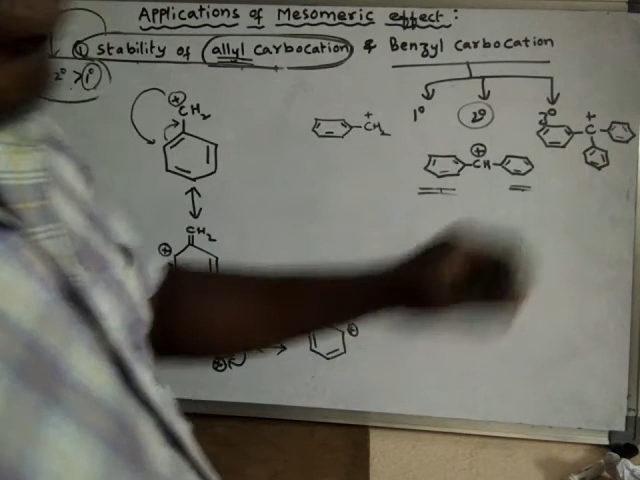 Applications of Mesomeric effect :
① stability of allyl carbocation & Benzyl carbocation
2° > 1°
1° 2° 3°
⊕
CH2
+
CH2
+
C
⊕
CH
CH2
⊕
⊕
⊕